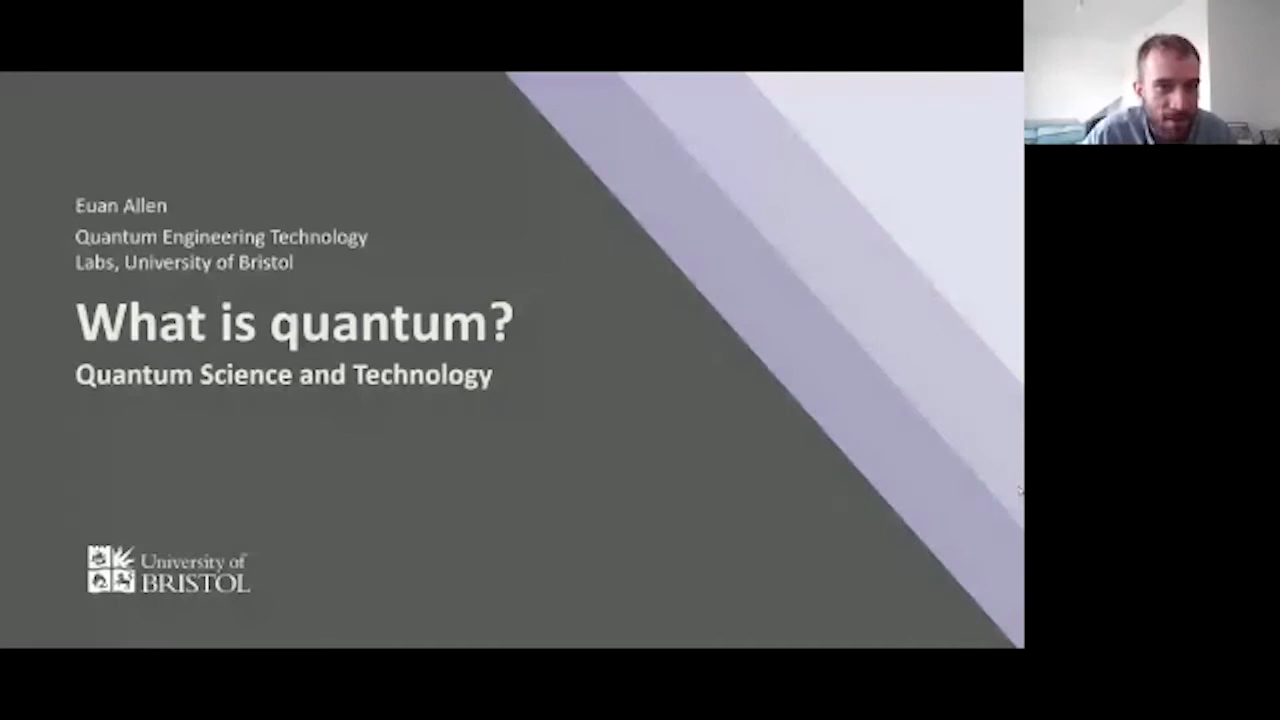 Euan Allen
Quantum Engineering Technology
Labs, University of Bristol
What is quantum?
Quantum Science and Technology
University of
BRISTOL